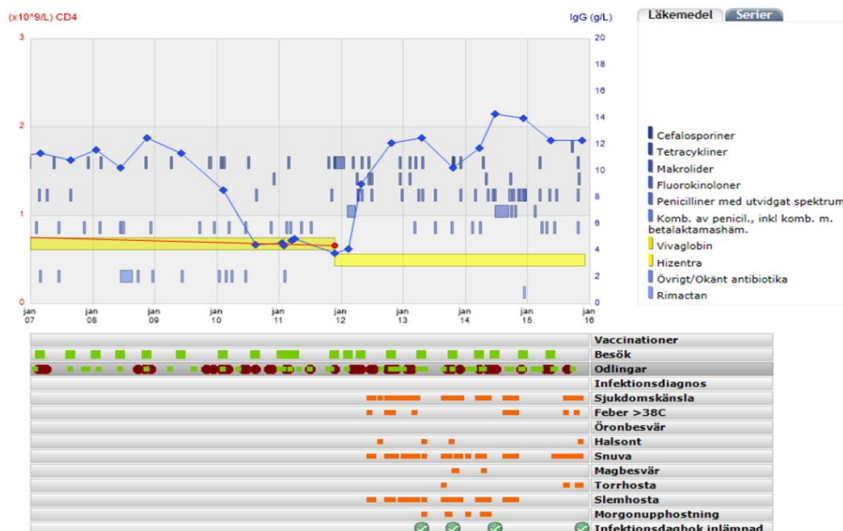 (x10^9/L) CD4
IgG (g/L)
Läkemedel
Serier
3
2
1
0
20
18
16
14
12
10
8
6
4
2
0
jan 07
jan 08
jan 09
jan 10
jan 11
jan 12
jan 13
jan 14
jan 15
jan 16
Cefalosporiner
Tetracykliner
Makrolider
Fluorokinoloner
Penicilliner med utvidgat spektrum
Komb. av penicil., inkl komb. m.
betalaktamashäm.
Vivaglobin
Hizentra
Övrigt/Okänt antibiotika
Rimactan
Vaccinationer
Besök
Odlingar
Infektionsdiagnos
Sjukdomskänsla
Feber >38C
Öronbesvär
Halsont
Snuva
Magbesvär
Torrhosta
Slemhosta
Morgonupphostning
Infektionsdagbok inlämnad